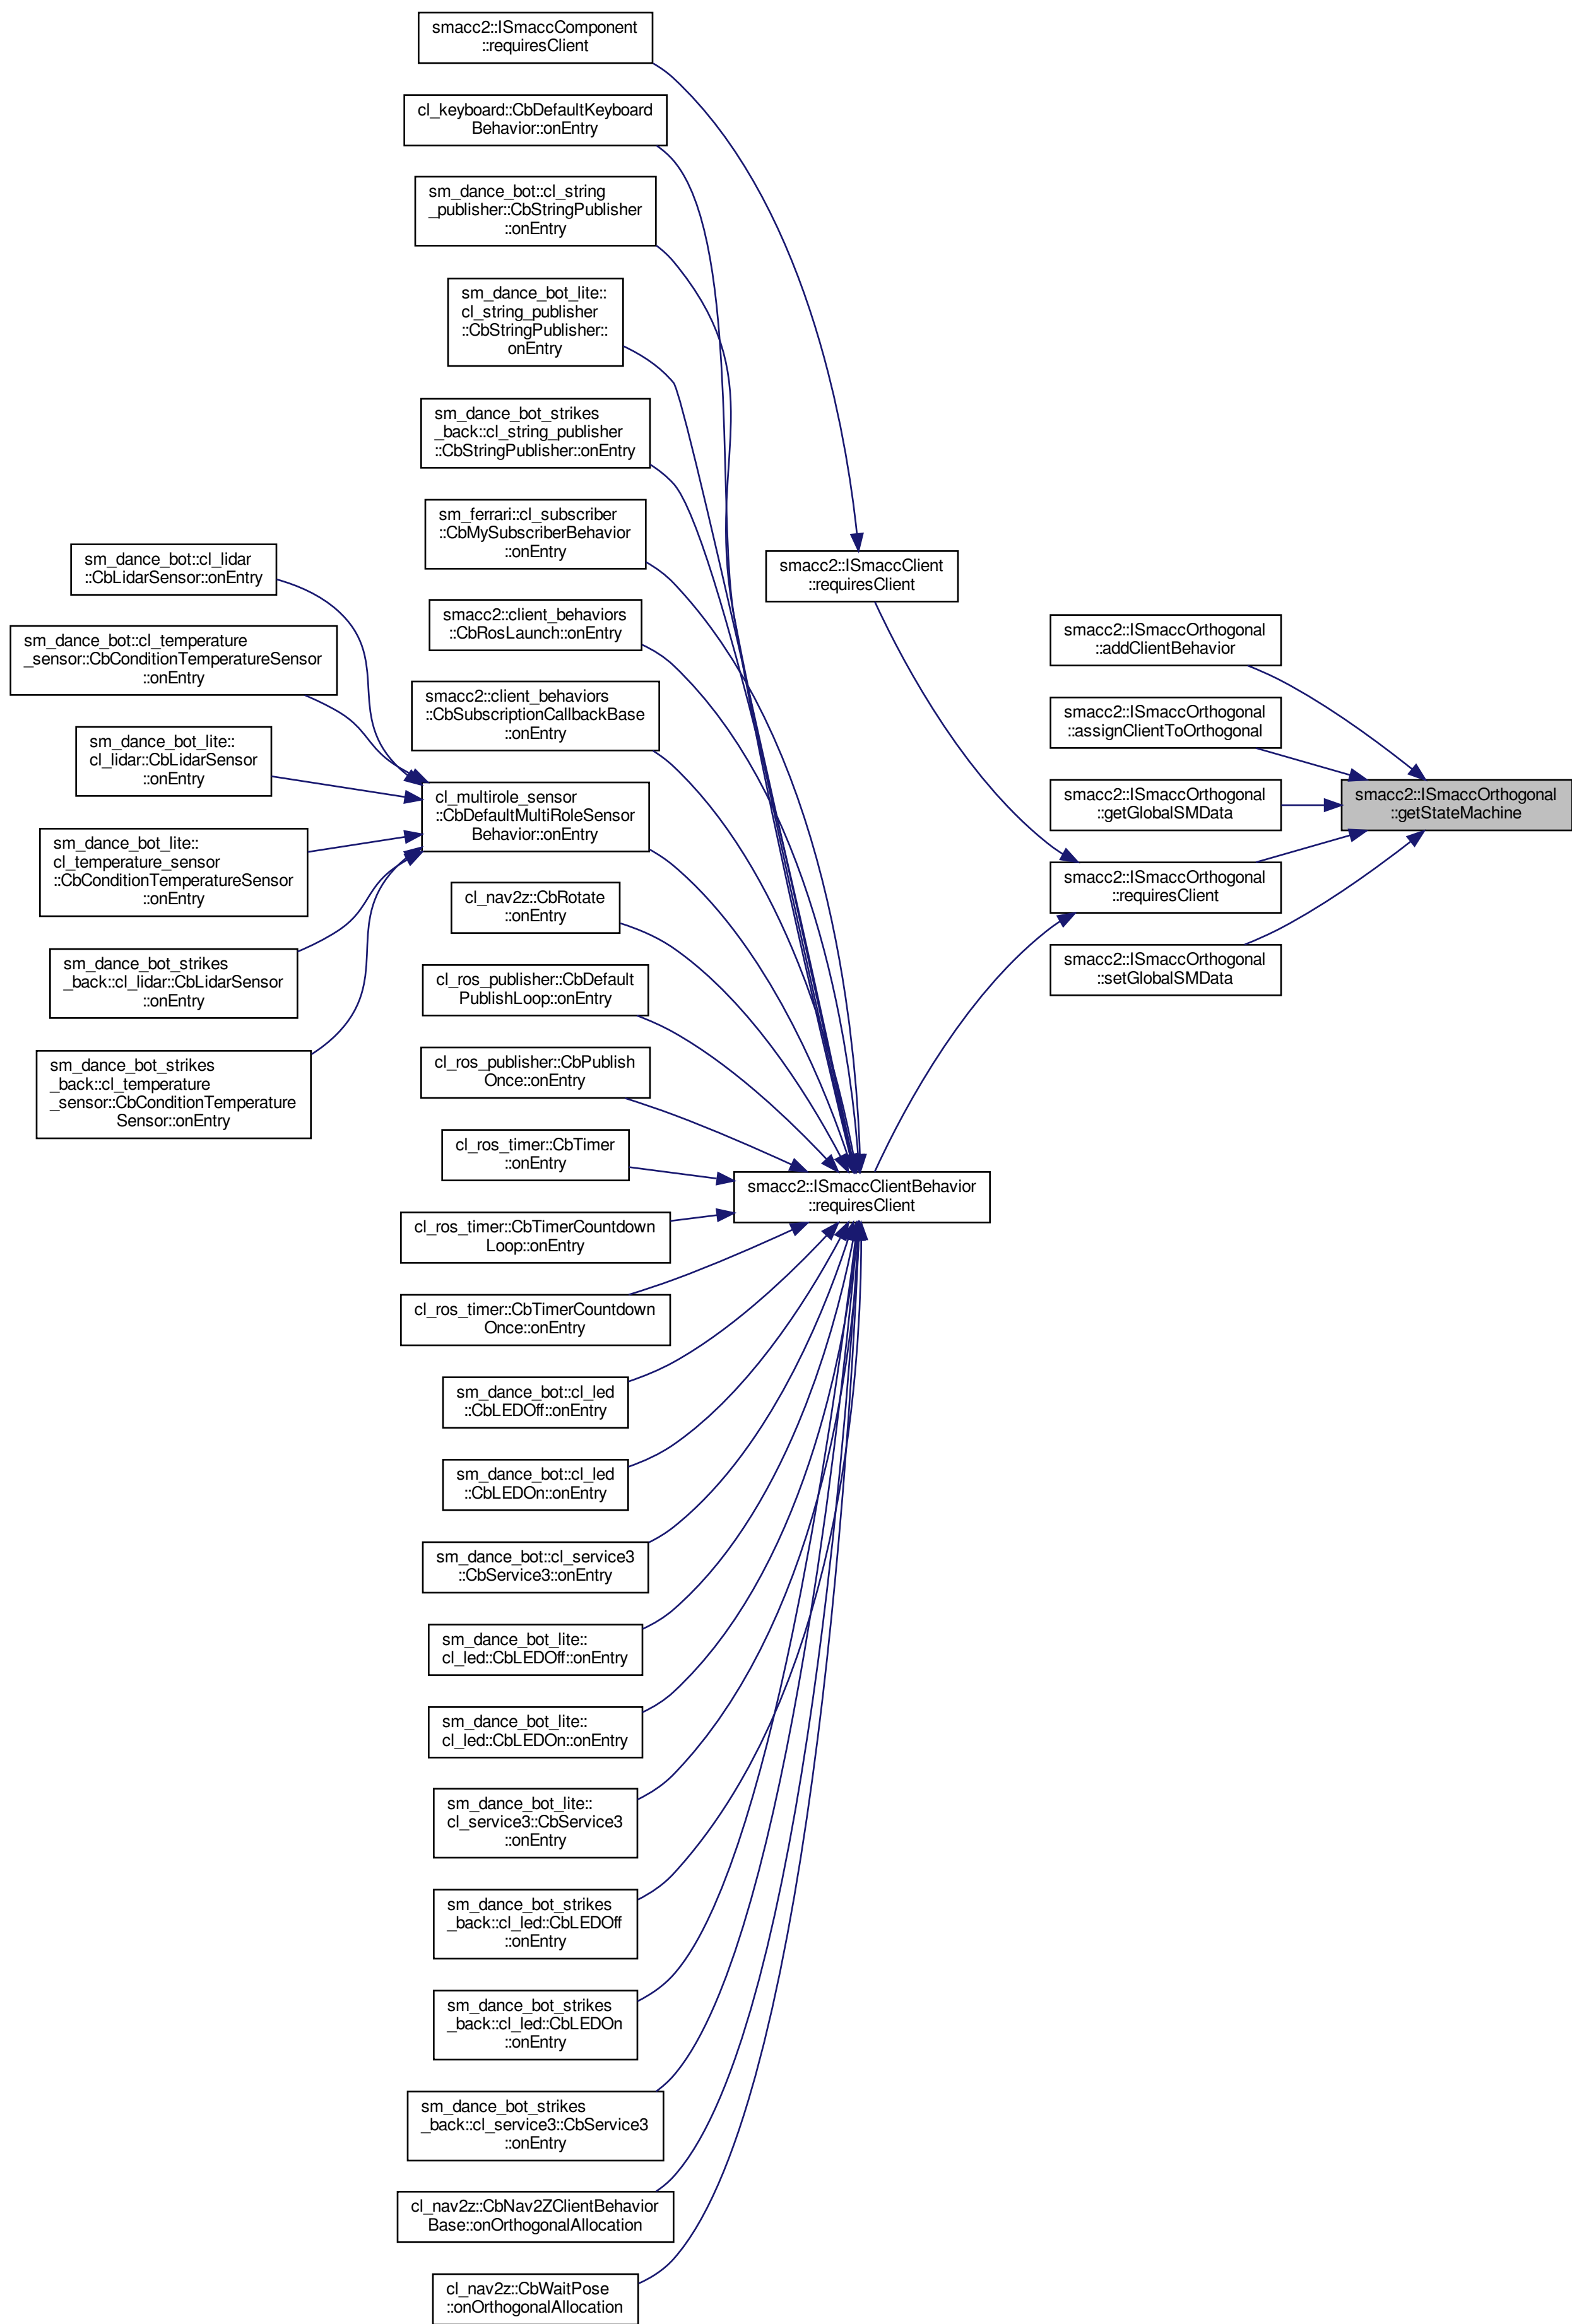 smacc2::ISmaccComponent
::requiresClient
cl_keyboard::CbDefaultKeyboard
Behavior::onEntry
sm_dance_bot::cl_string
_publisher::CbStringPublisher
::onEntry
sm_dance_bot_lite::
cl_string_publisher
::CbStringPublisher::
onEntry
sm_dance_bot_strikes
_back::cl_string_publisher
::CbStringPublisher::onEntry
sm_ferrari::cl_subscriber
::CbMySubscriberBehavior
::onEntry
smacc2::client_behaviors
::CbRosLaunch::onEntry
smacc2::client_behaviors
::CbSubscriptionCallbackBase
::onEntry
cl_multirole_sensor
::CbDefaultMultiRoleSensor
Behavior::onEntry
cl_nav2z::CbRotate
::onEntry
cl_ros_publisher::CbDefault
PublishLoop::onEntry
cl_ros_publisher::CbPublish
Once::onEntry
cl_ros_timer::CbTimer
::onEntry
cl_ros_timer::CbTimerCountdown
Loop::onEntry
cl_ros_timer::CbTimerCountdown
Once::onEntry
sm_dance_bot::cl_led
::CbLEDOff::onEntry
sm_dance_bot::cl_led
::CbLEDOn::onEntry
sm_dance_bot::cl_service3
::CbService3::onEntry
sm_dance_bot_lite::
cl_led::CbLEDOff::onEntry
sm_dance_bot_lite::
cl_led::CbLEDOn::onEntry
sm_dance_bot_lite::
cl_service3::CbService3
::onEntry
sm_dance_bot_strikes
_back::cl_led::CbLEDOff
::onEntry
sm_dance_bot_strikes
_back::cl_led::CbLEDOn
::onEntry
sm_dance_bot_strikes
_back::cl_service3::CbService3
::onEntry
cl_nav2z::CbNav2ZClientBehavior
Base::onOrthogonalAllocation
cl_nav2z::CbWaitPose
::onOrthogonalAllocation
sm_dance_bot::cl_lidar
::CbLidarSensor::onEntry
sm_dance_bot::cl_temperature
_sensor::CbConditionTemperatureSensor
::onEntry
sm_dance_bot_lite::
cl_lidar::CbLidarSensor
::onEntry
sm_dance_bot_lite::
cl_temperature_sensor
::CbConditionTemperatureSensor
::onEntry
sm_dance_bot_strikes
_back::cl_lidar::CbLidarSensor
::onEntry
sm_dance_bot_strikes
_back::cl_temperature
_sensor::CbConditionTemperature
Sensor::onEntry
smacc2::ISmaccClient
::requiresClient
smacc2::ISmaccClientBehavior
::requiresClient
smacc2::ISmaccOrthogonal
::addClientBehavior
smacc2::ISmaccOrthogonal
::assignClientToOrthogonal
smacc2::ISmaccOrthogonal
::getGlobalSMData
smacc2::ISmaccOrthogonal
::requiresClient
smacc2::ISmaccOrthogonal
::setGlobalSMData
smacc2::ISmaccOrthogonal
::getStateMachine